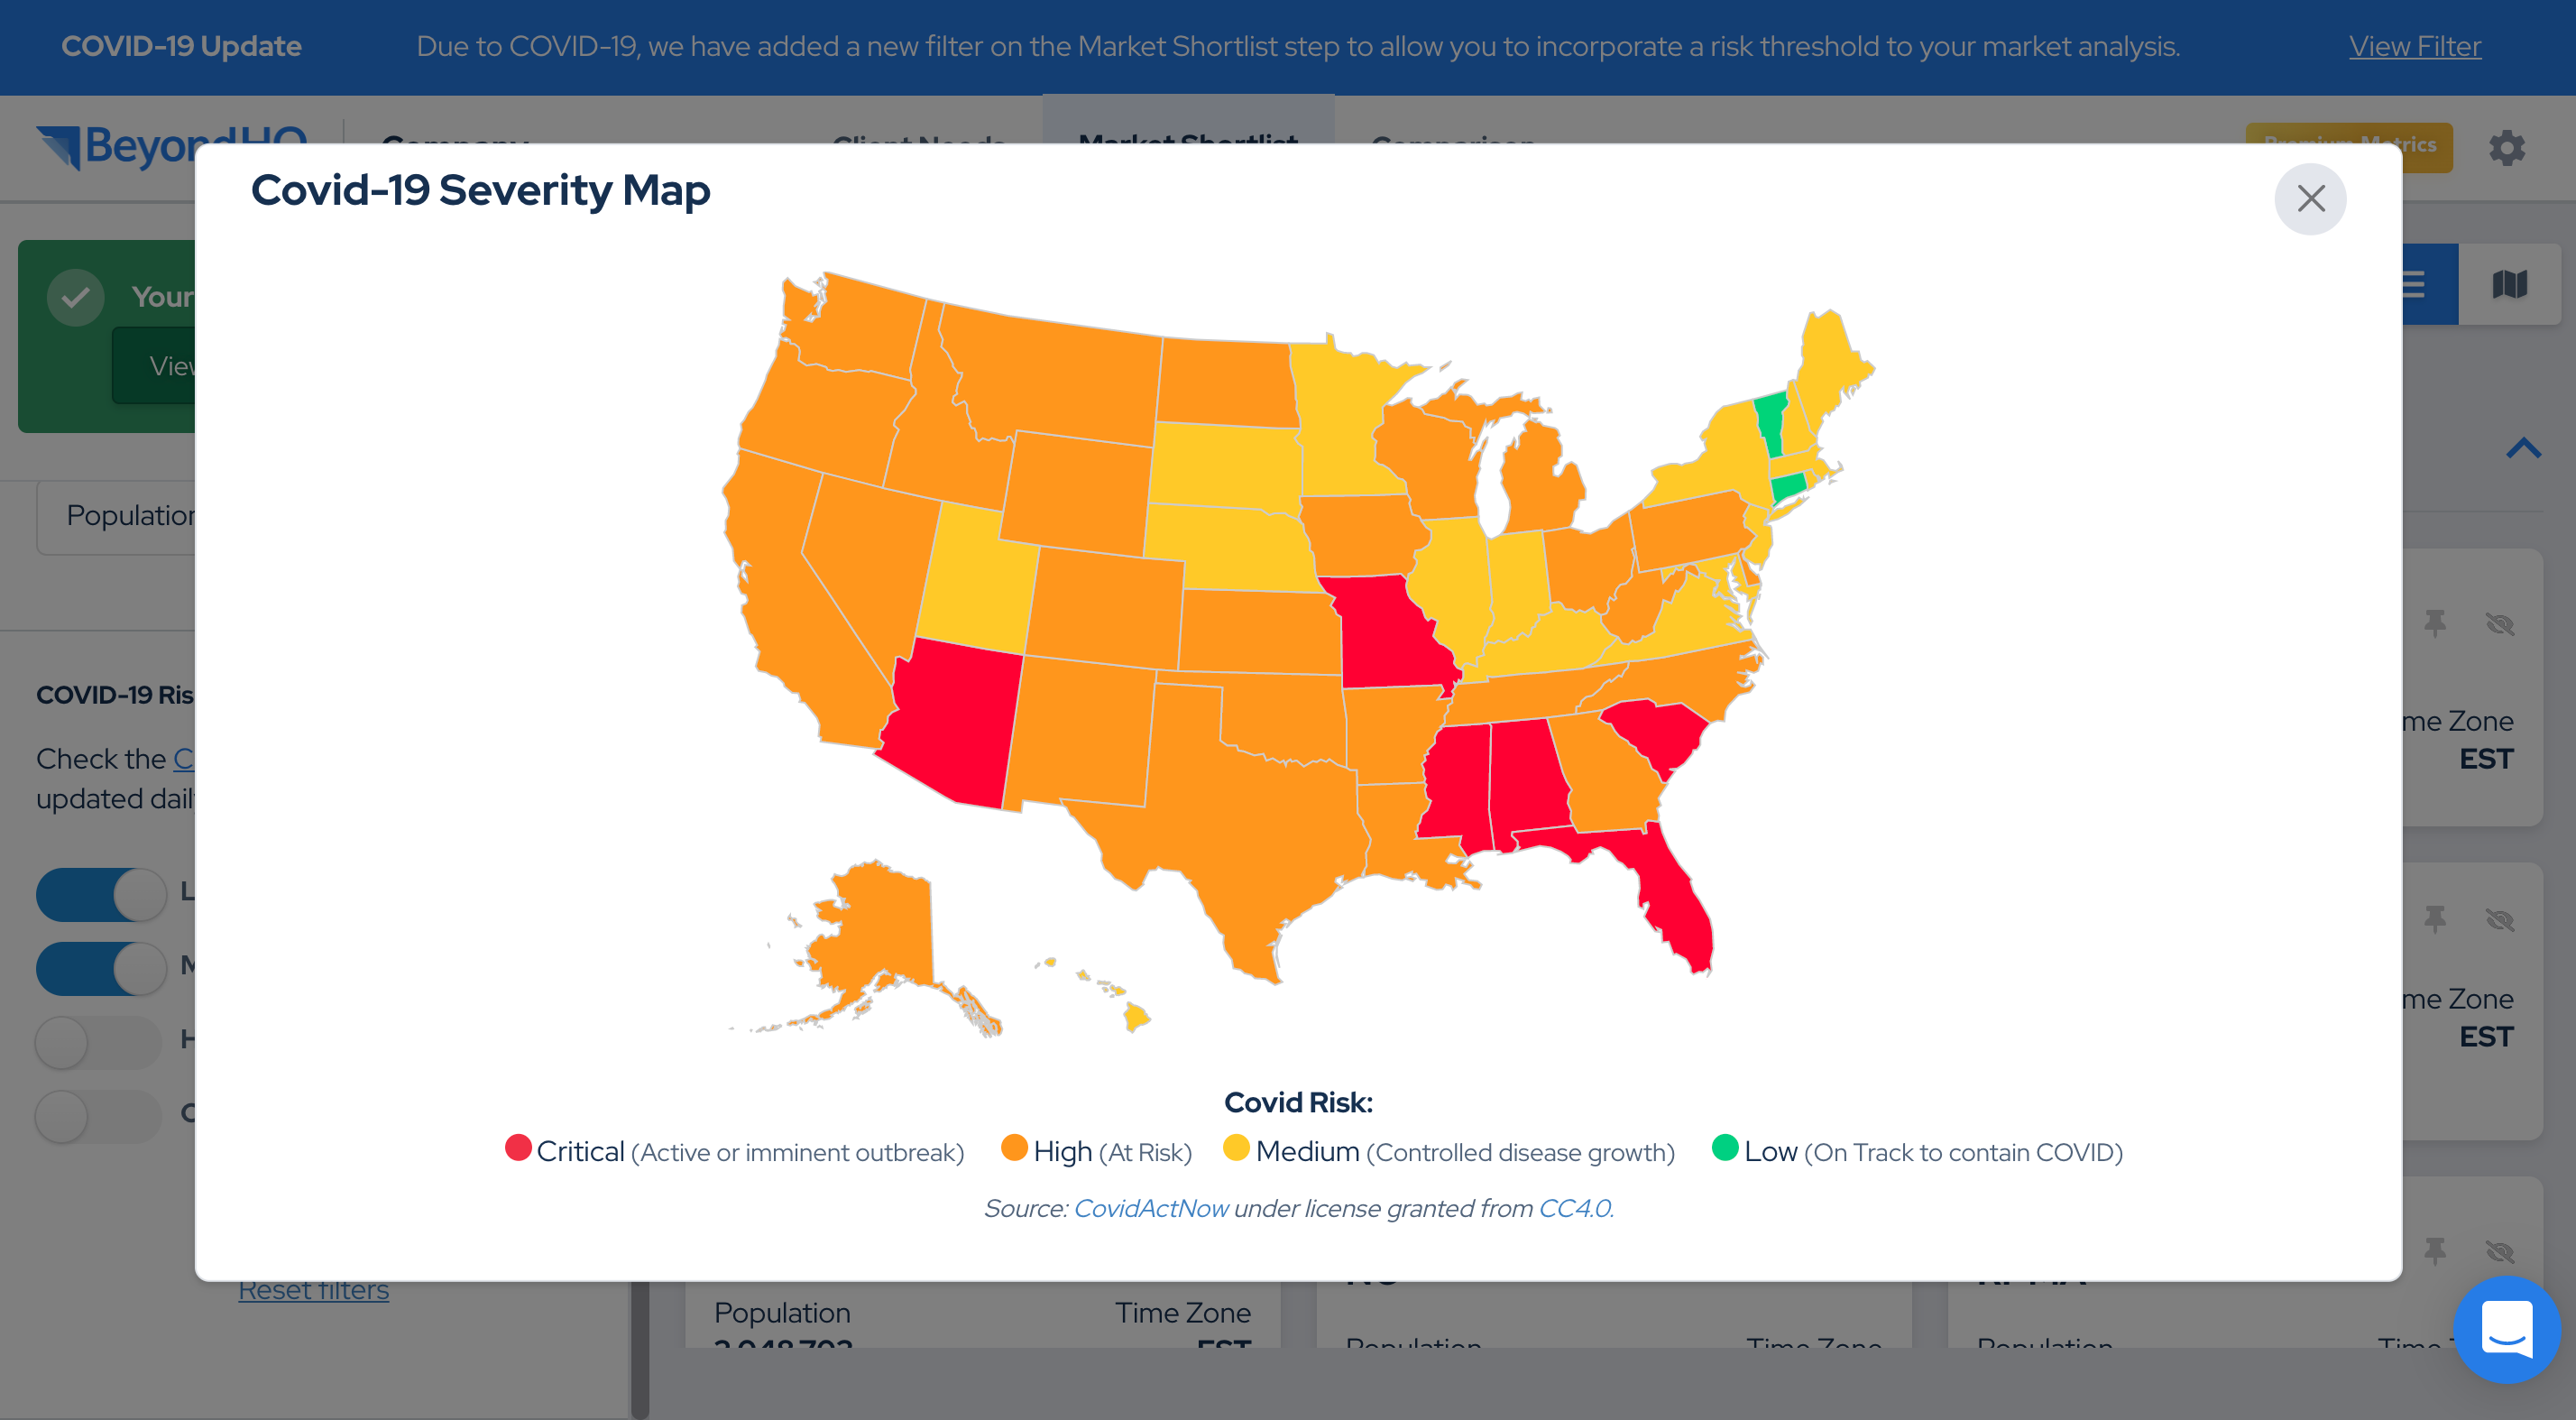 COVID-19 Update
Due to COVID-19, we have added a new filter on the Market Shortlist step to allow you to incorporate a risk threshold to your market analysis.
View Filter
BeyondHQ
Company
Client Needs
Market Shortlist
Comparison
Premium Metrics
Covid-19 Severity Map
Your
View
Population
COVID-19 Ris
Check the C
updated dail
L
M
H
C
me Zone
EST
me Zone
EST
Covid Risk:
Critical (Active or imminent outbreak)
High (At Risk)
Medium (Controlled disease growth)
Low (On Track to contain COVID)
Source: CovidActNow under license granted from CC4.0.
Reset filters
Population
Time Zone
2,048,703
EST
Population
Time Zone
Population